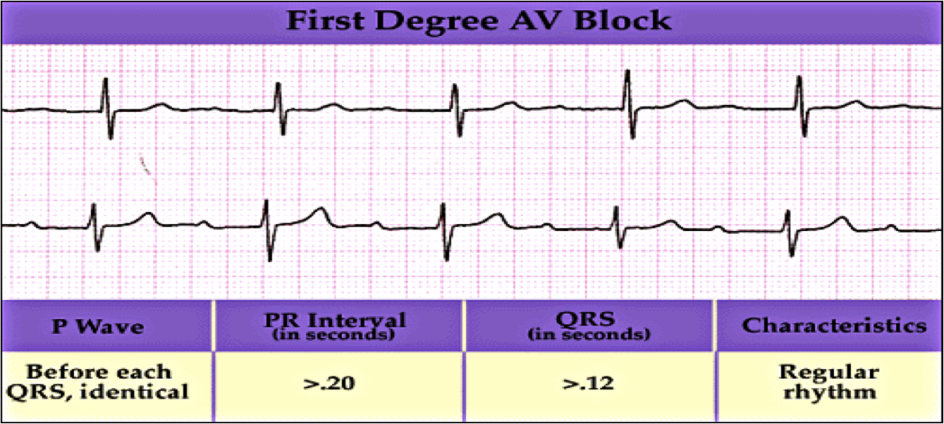 First Degree AV Block
P Wave
PR Interval
(in seconds)
QRS
(in seconds)
Characteristics
Before each
QRS, identical
>.20
>.12
Regular
rhythm